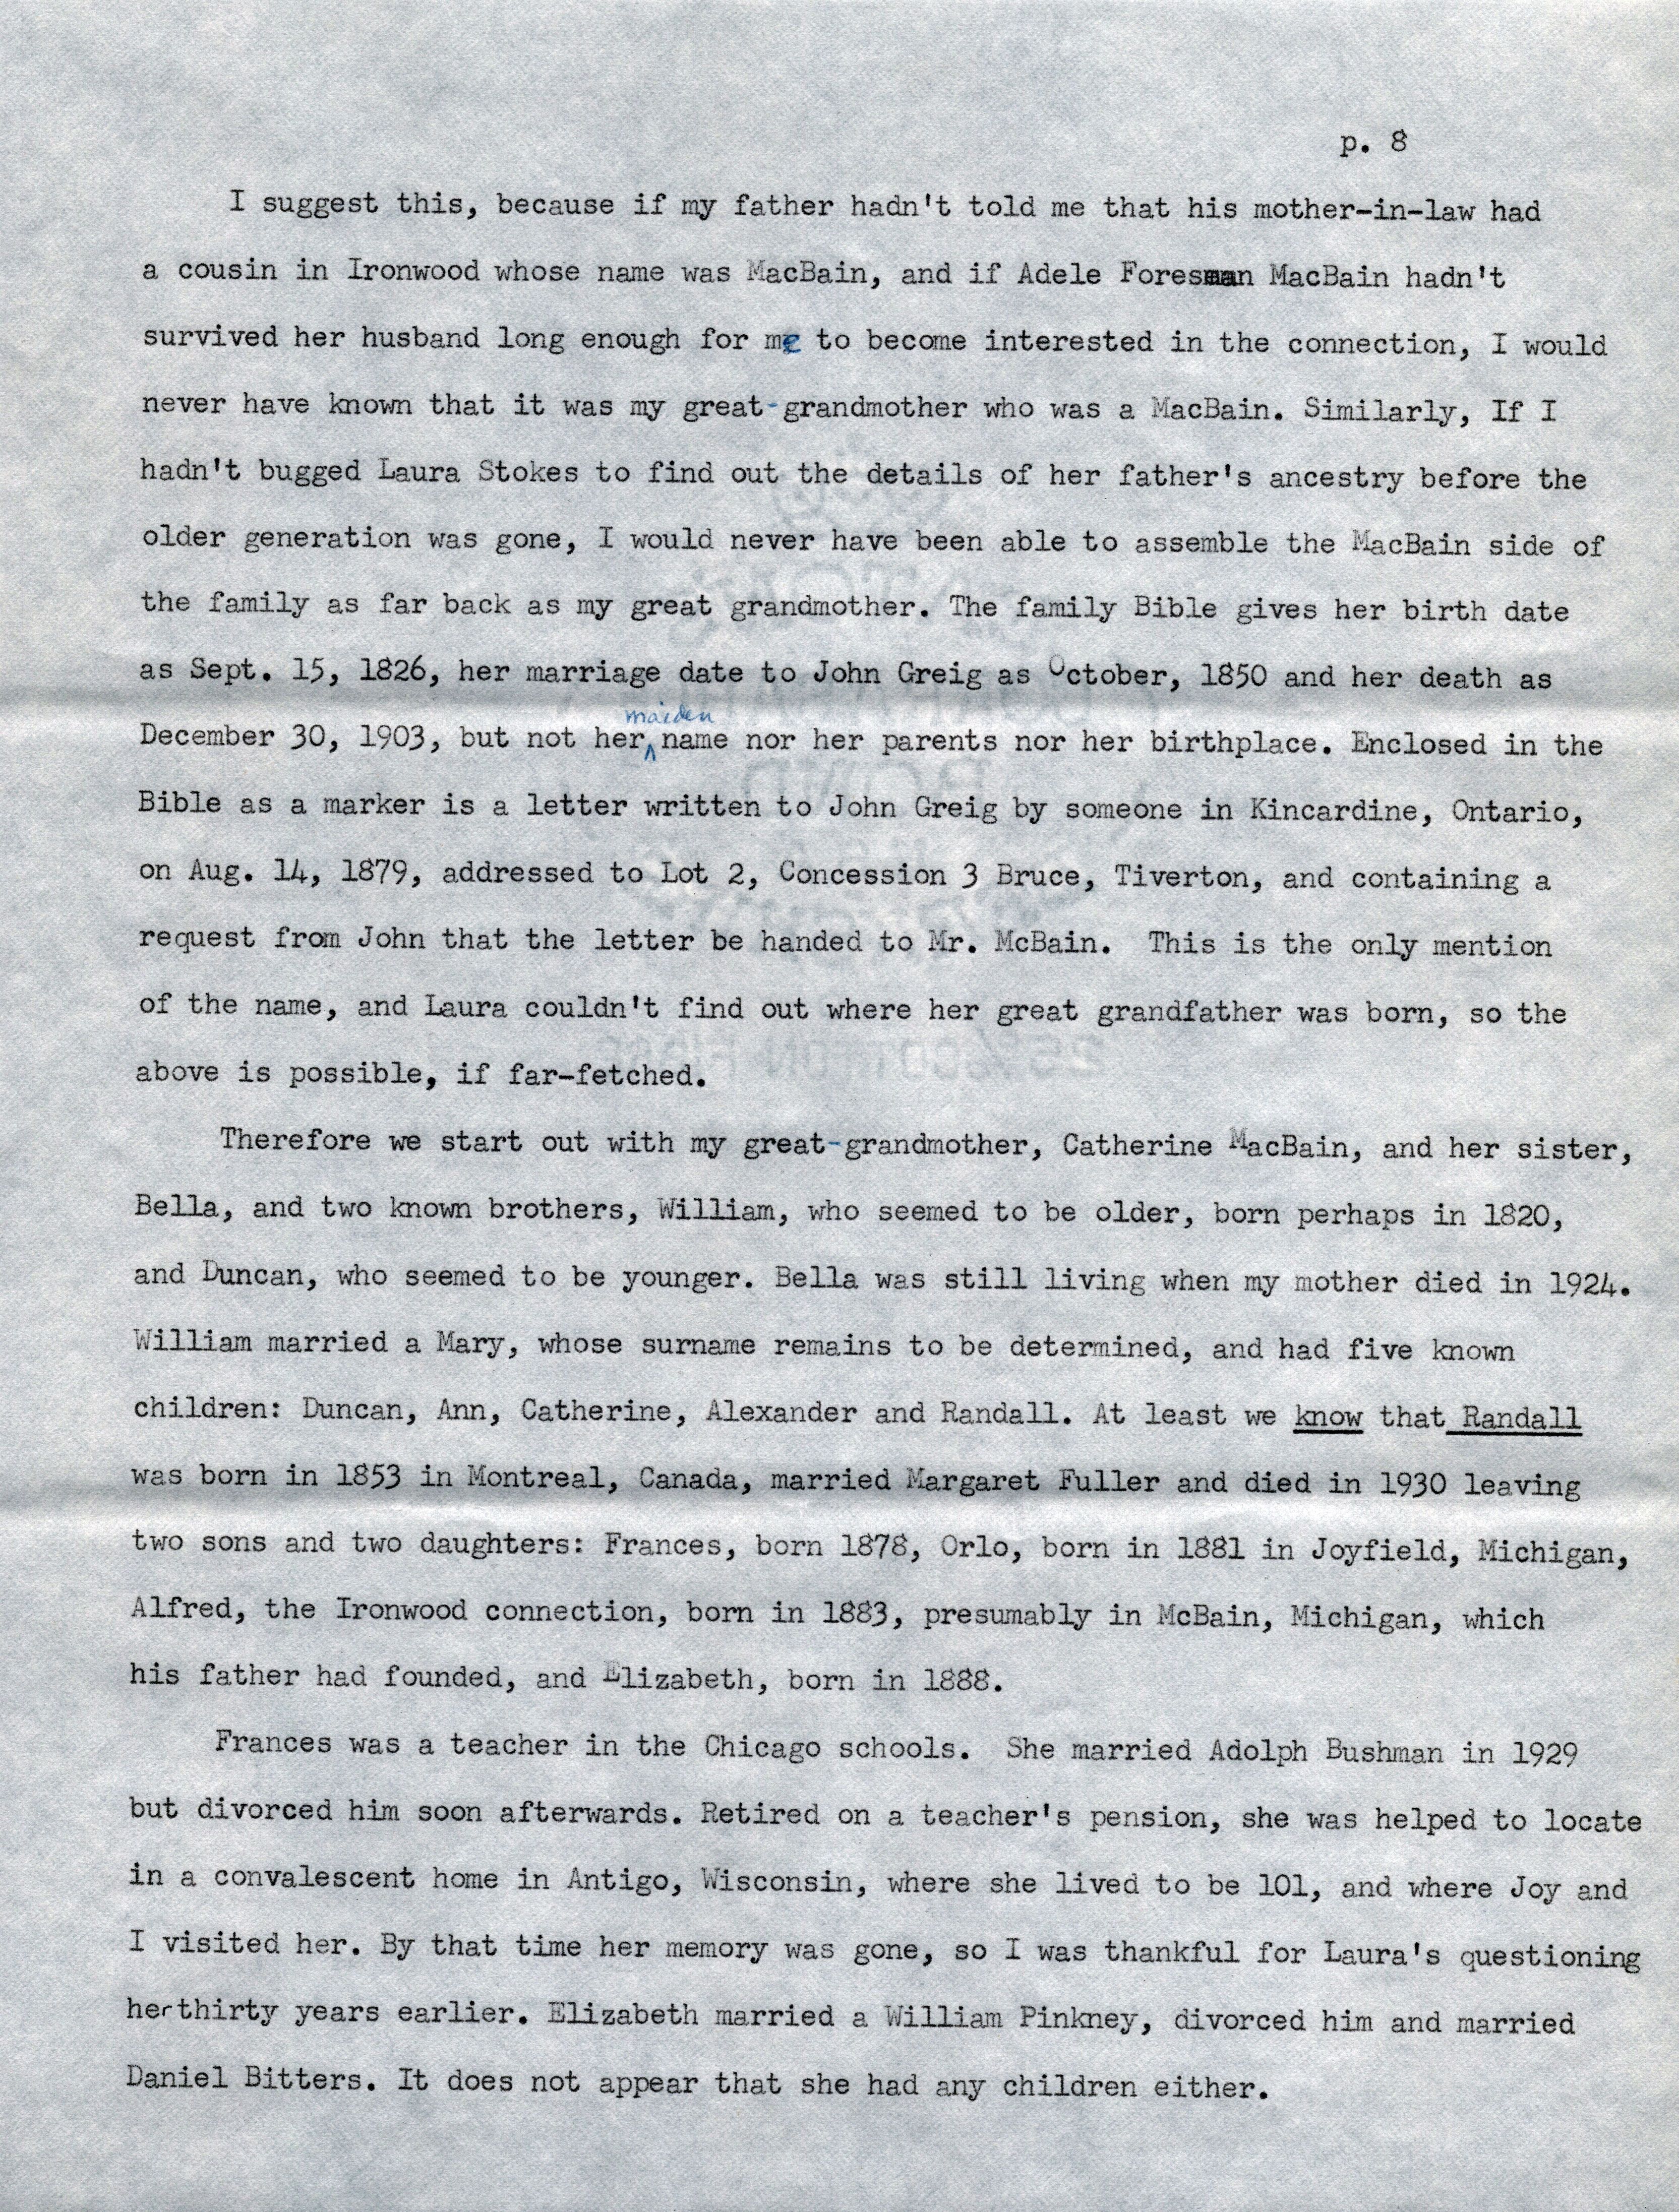 p. 8
I suggest this, because if my father hadn't told me that his mother-in-law had
a cousin in Ironwood whose name was MacBain, and if Adele Foresman MacBain hadn't
survived her husband long enough for me to become interested in the connection, I would
never have known that it was my great-grandmother who was a MacBain. Similarly, If I
hadn't bugged Laura Stokes to find out the details of her father's ancestry before the
older generation was gone, I would never have been able to assemble the MacBain side of
the family as far back as my great grandmother. The family Bible gives her birth date
as Sept. 15, 1826, her marriage date to John Greig as October, 1850 and her death as
December 30, 1903, but not her maiden name nor her parents nor her birthplace. Enclosed in the
Bible as a marker is a letter written to John Greig by someone in Kincardine, Ontario,
on Aug. 14, 1879, addressed to Lot 2, Concession 3 Bruce, Tiverton, and containing a
request from John that the letter be handed to Mr. McBain. This is the only mention
of the name, and Laura couldn't find out where her great grandfather was born, so the
above is possible, if far-fetched.
Therefore we start out with my great-grandmother, Catherine MacBain, and her sister,
Bella, and two known brothers, William, who seemed to be older, born perhaps in 1820,
and Duncan, who seemed to be younger. Bella was still living when my mother died in 1924.
William married a Mary, whose surname remains to be determined, and had five known
children: Duncan, Ann, Catherine, Alexander and Randall. At least we know that Randall
was born in 1853 in Montreal, Canada, married Margaret Fuller and died in 1930 leaving
two sons and two daughters: Frances, born 1878, Orlo, born in 1881 in Joyfield, Michigan,
Alfred, the Ironwood connection, born in 1883, presumably in McBain, Michigan, which
his father had founded, and Elizabeth, born in 1888.
Frances was a teacher in the Chicago schools. She married Adolph Bushman in 1929
but divorced him soon afterwards. Retired on a teacher's pension, she was helped to locate
in a convalescent home in Antigo, Wisconsin, where she lived to be 101, and where Joy and
I visited her. By that time her memory was gone, so I was thankful for Laura's questioning
her thirty years earlier. Elizabeth married a William Pinkney, divorced him and married
Daniel Bitters. It does not appear that she had any children either.